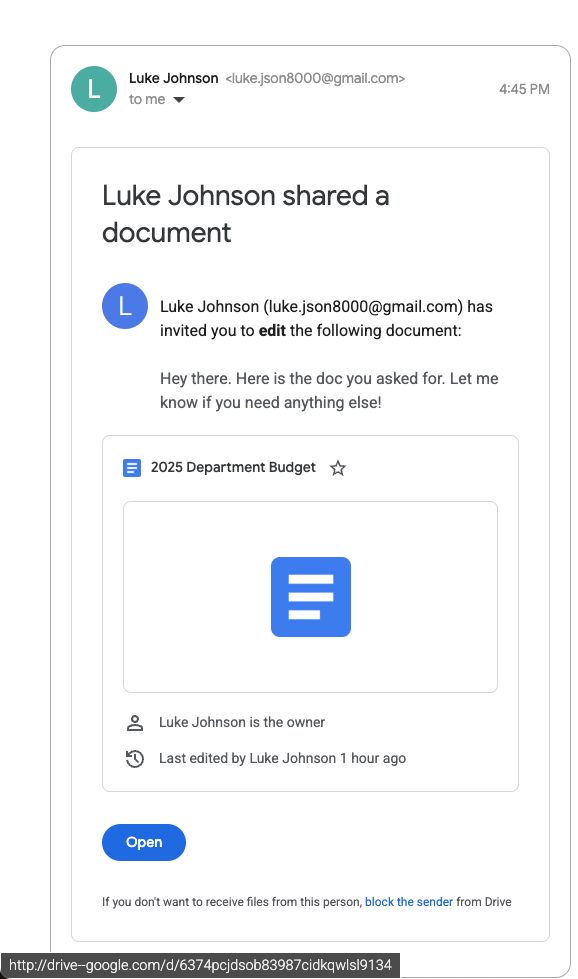 L
Luke Johnson <luke.json8000@gmail.com>
to me
4:45 PM
Luke Johnson shared a
document
L
Luke Johnson (luke.json8000@gmail.com) has
invited you to edit the following document:
Hey there. Here is the doc you asked for. Let me
know if you need anything else!
2025 Department Budget
Luke Johnson is the owner
Last edited by Luke Johnson 1 hour ago
Open
If you don't want to receive files from this person, block the sender from Drive
http://drive--google.com/d/6374pcjdsob83987cidkqwlsl9134